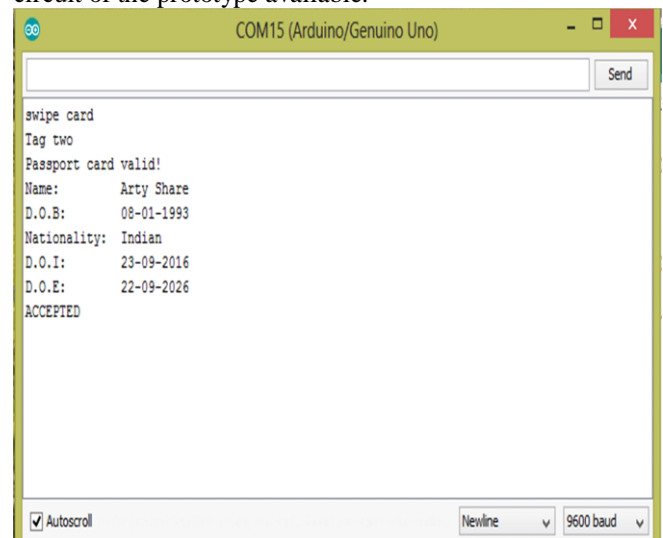 circuit of the prototype available.
COM15 (Arduino/Genuino Uno)
Send
swipe card
Tag two
Passport card valid!
Name: Arty Share
D.O.B: 08-01-1993
Nationality: Indian
D.O.I: 23-09-2016
D.O.E: 22-09-2026
ACCEPTED
Autoscroll Newline 9600 baud